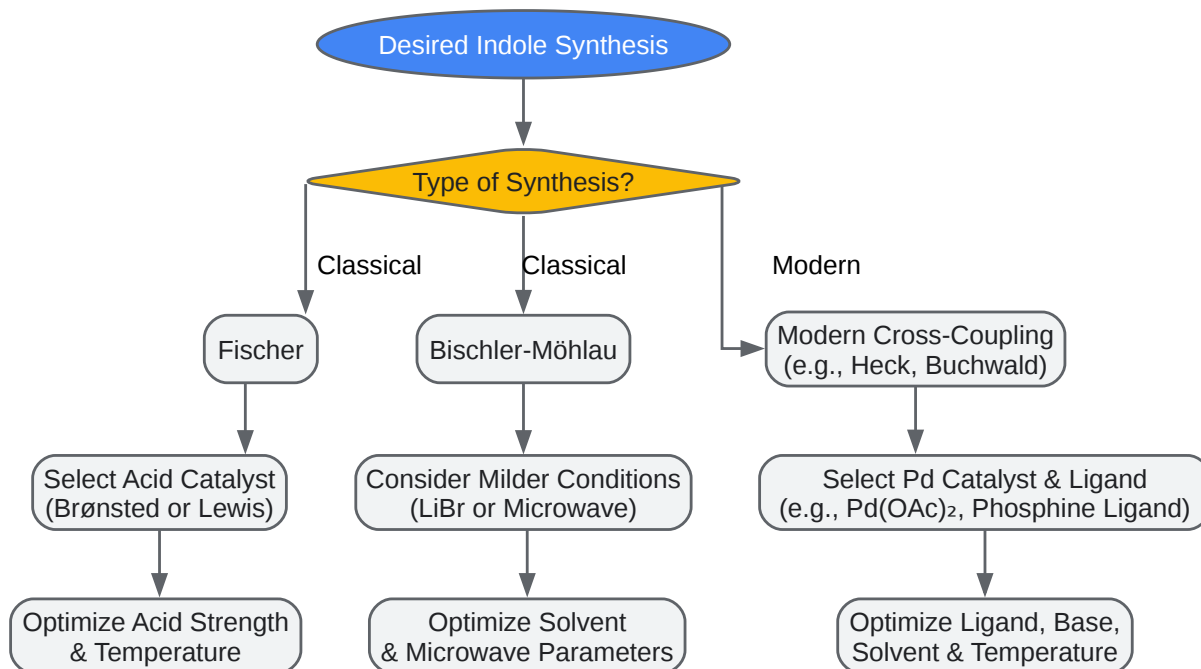 Desired Indole Synthesis
Type of Synthesis?
Classical
Classical
Modern
Fischer
Bischler-Möhlau
Modern Cross-Coupling
(e.g., Heck, Buchwald)
Select Acid Catalyst
(Brønsted or Lewis)
Consider Milder Conditions
(LiBr or Microwave)
Select Pd Catalyst & Ligand
(e.g., Pd(OAc)₂, Phosphine Ligand)
Optimize Acid Strength
& Temperature
Optimize Solvent
& Microwave Parameters
Optimize Ligand, Base,
Solvent & Temperature